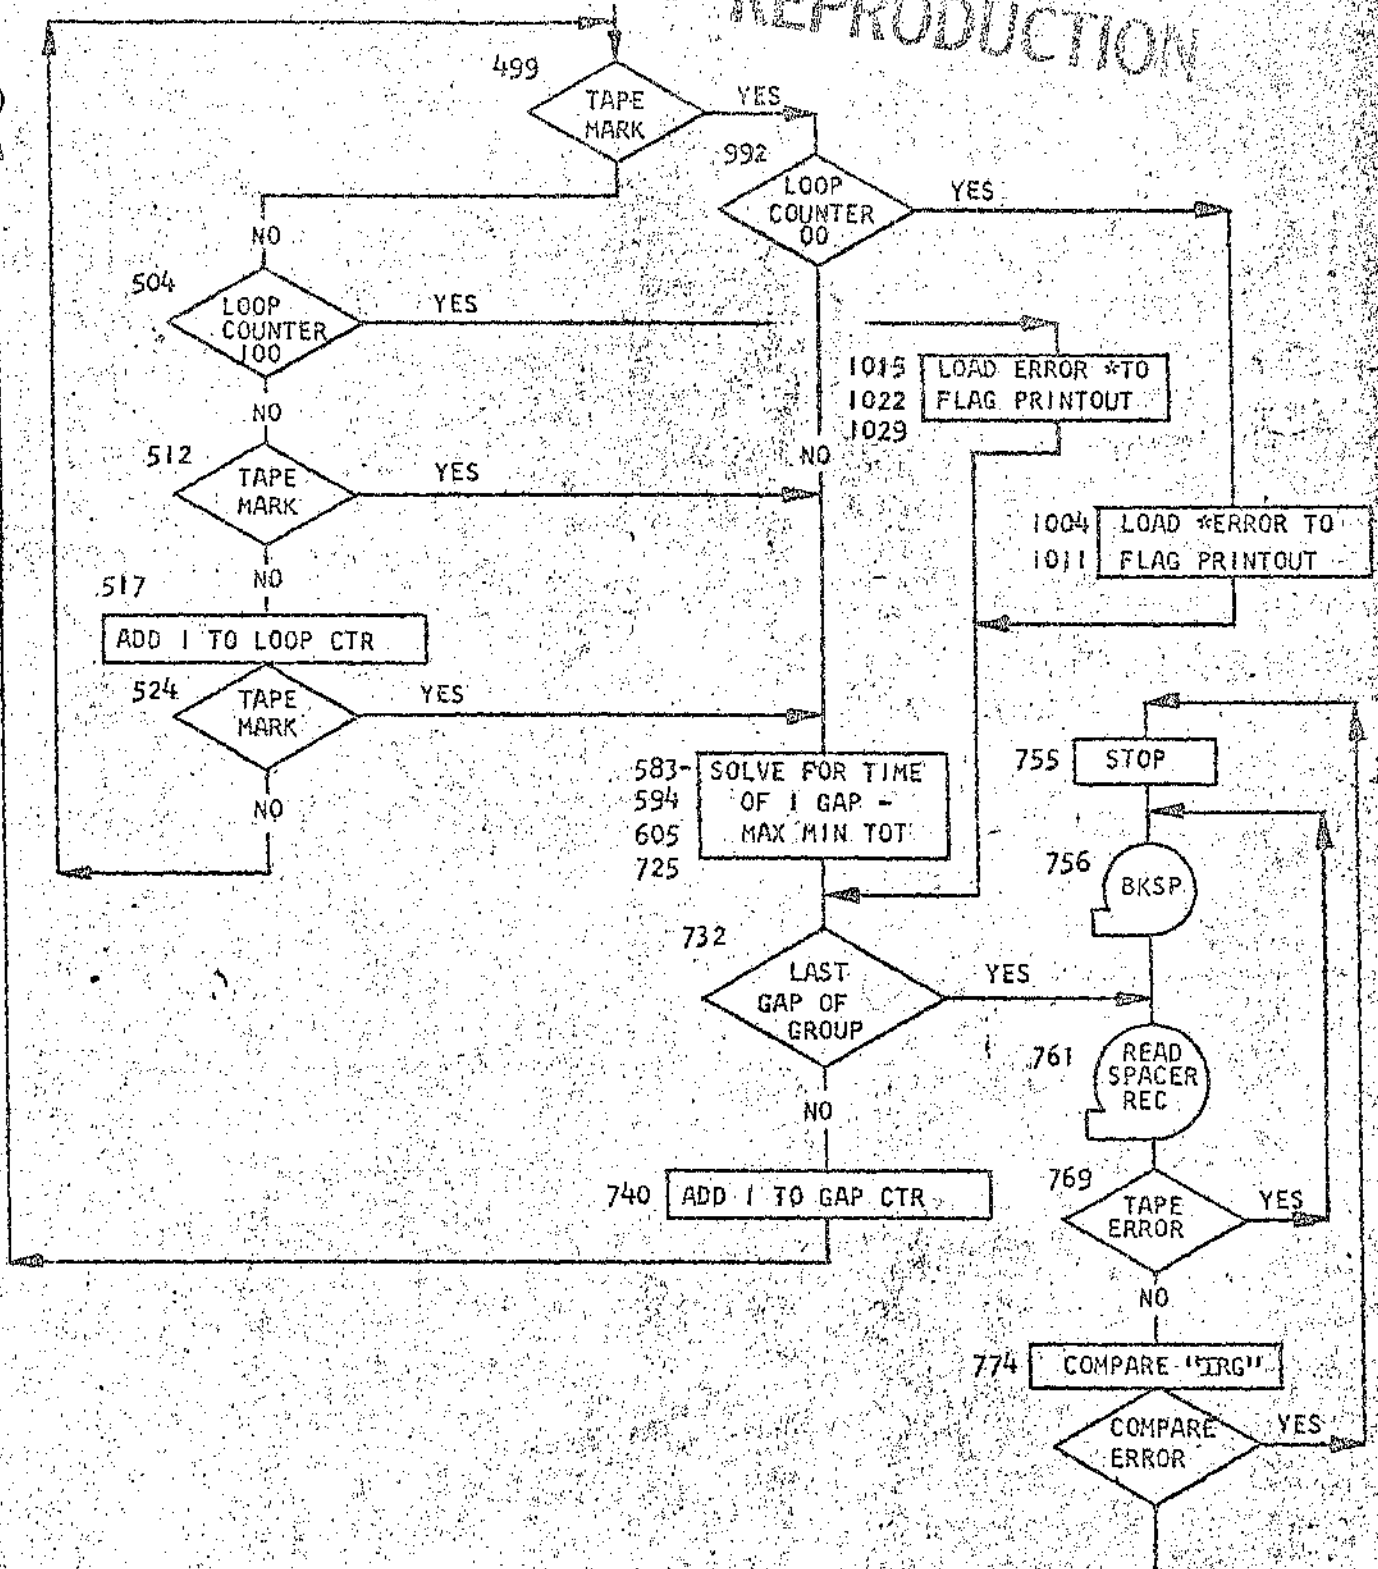 REPRODUCTION
499
TAPE
MARK
YES
992
LOOP
COUNTER
00
YES
NO
504
LOOP
COUNTER
100
YES
1015
1022
1029
LOAD ERROR *TO
FLAG PRINTOUT
NO
NO
512
TAPE
MARK
YES
1004
1011
LOAD *ERROR TO
FLAG PRINTOUT
NO
517
ADD 1 TO LOOP CTR
524
TAPE
MARK
YES
NO
583-
594
605
725
SOLVE FOR TIME
OF 1 GAP -
MAX MIN TOT
755
STOP
756
BKSP
732
LAST
GAP OF
GROUP
YES
761
READ
SPACER
REC
NO
740
ADD 1 TO GAP CTR
769
TAPE
ERROR
YES
NO
774
COMPARE "IRG"
COMPARE
ERROR
YES